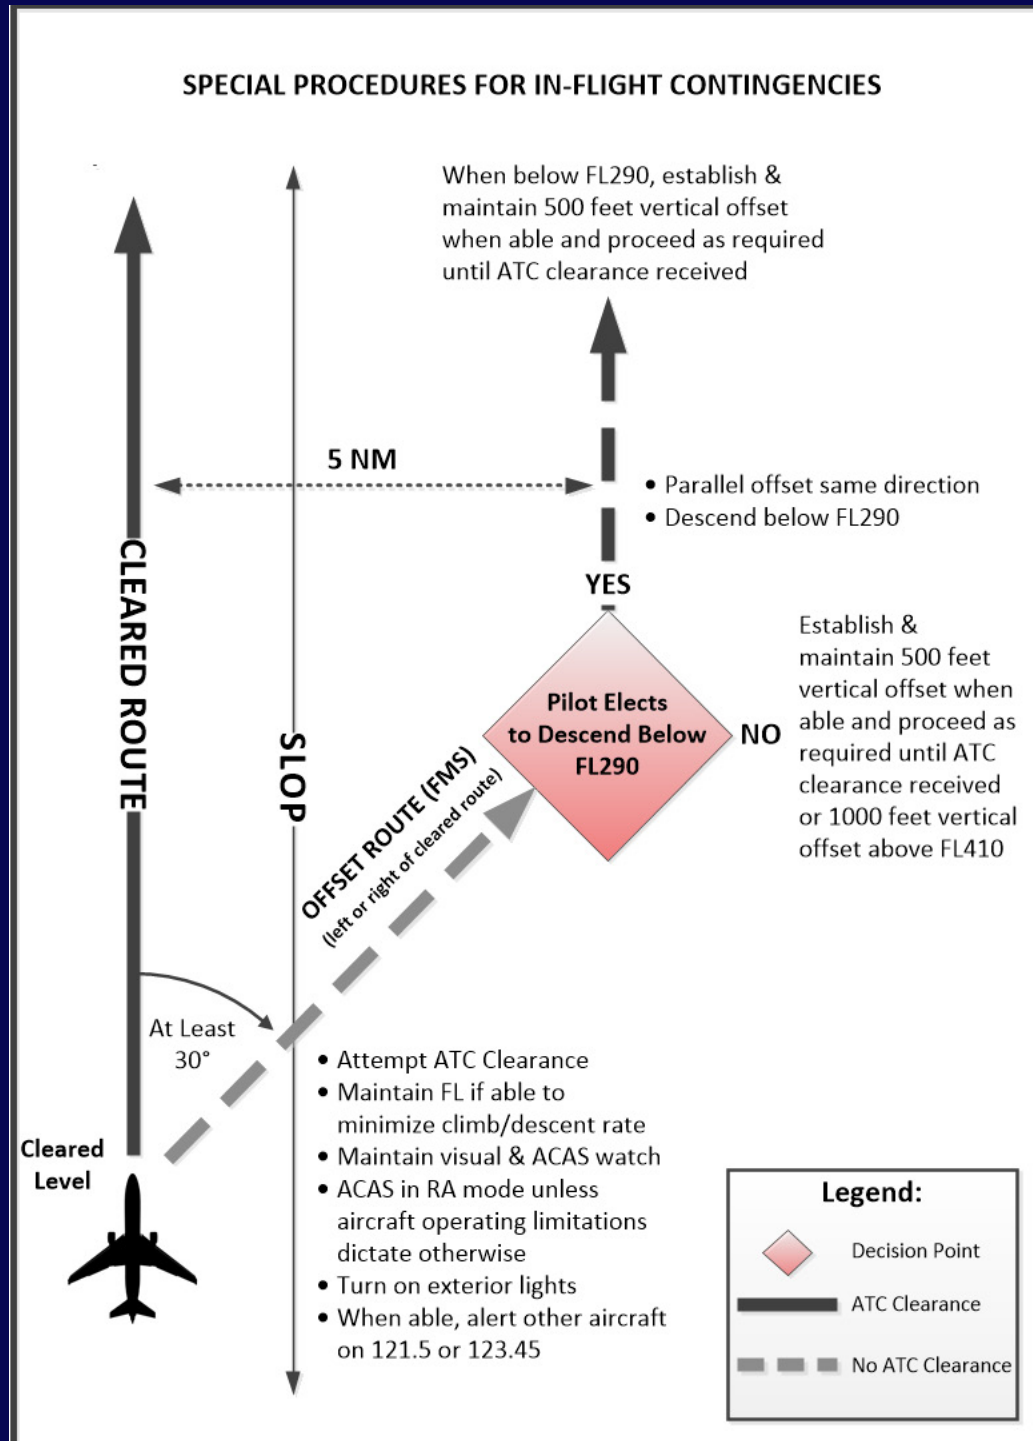 SPECIAL PROCEDURES FOR IN-FLIGHT CONTINGENCIES
When below FL290, establish &
maintain 500 feet vertical offset
when able and proceed as required
until ATC clearance received
5 NM
• Parallel offset same direction
• Descend below FL290
CLEARED ROUTE
YES
Establish &
maintain 500 feet
vertical offset when
able and proceed as
required until ATC
clearance received
or 1000 feet vertical
offset above FL410
Pilot Elects
to Descend Below
FL290
NO
SLOP
OFFSET ROUTE (FMS)
(left or right of cleared route)
At Least
30°
• Attempt ATC Clearance
• Maintain FL if able to
minimize climb/descent rate
• Maintain visual & ACAS watch
• ACAS in RA mode unless
aircraft operating limitations
dictate otherwise
• Turn on exterior lights
• When able, alert other aircraft
on 121.5 or 123.45
Cleared
Level
Legend:
Decision Point
ATC Clearance
No ATC Clearance